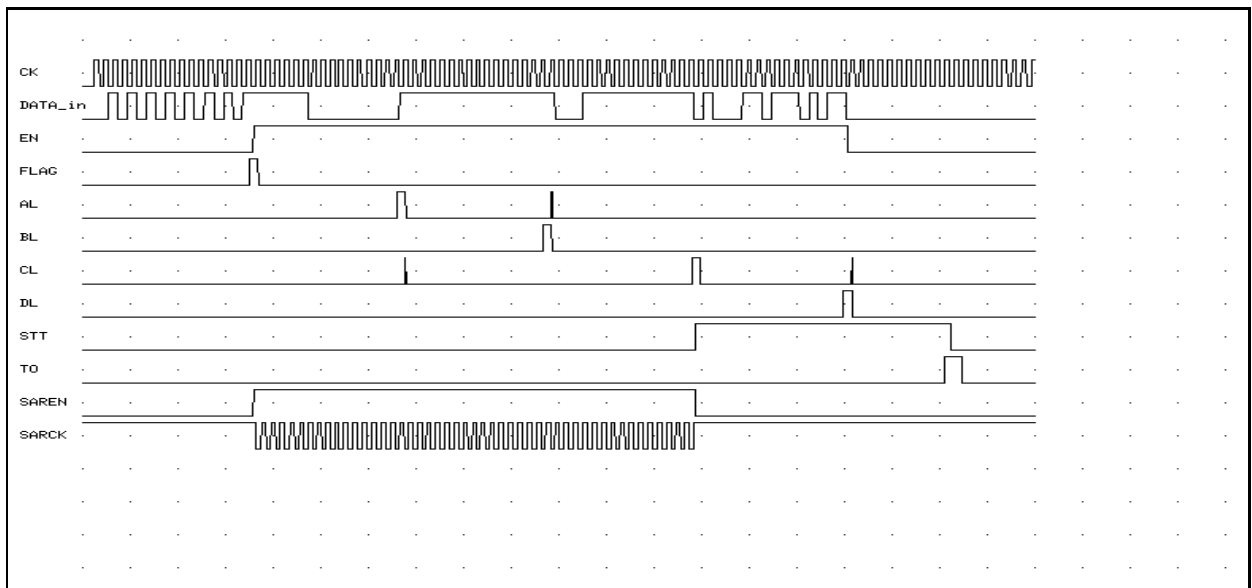 CK
DATA_in
EN
FLAG
AL
BL
CL
DL
STT
TO
SAREN
SARCK